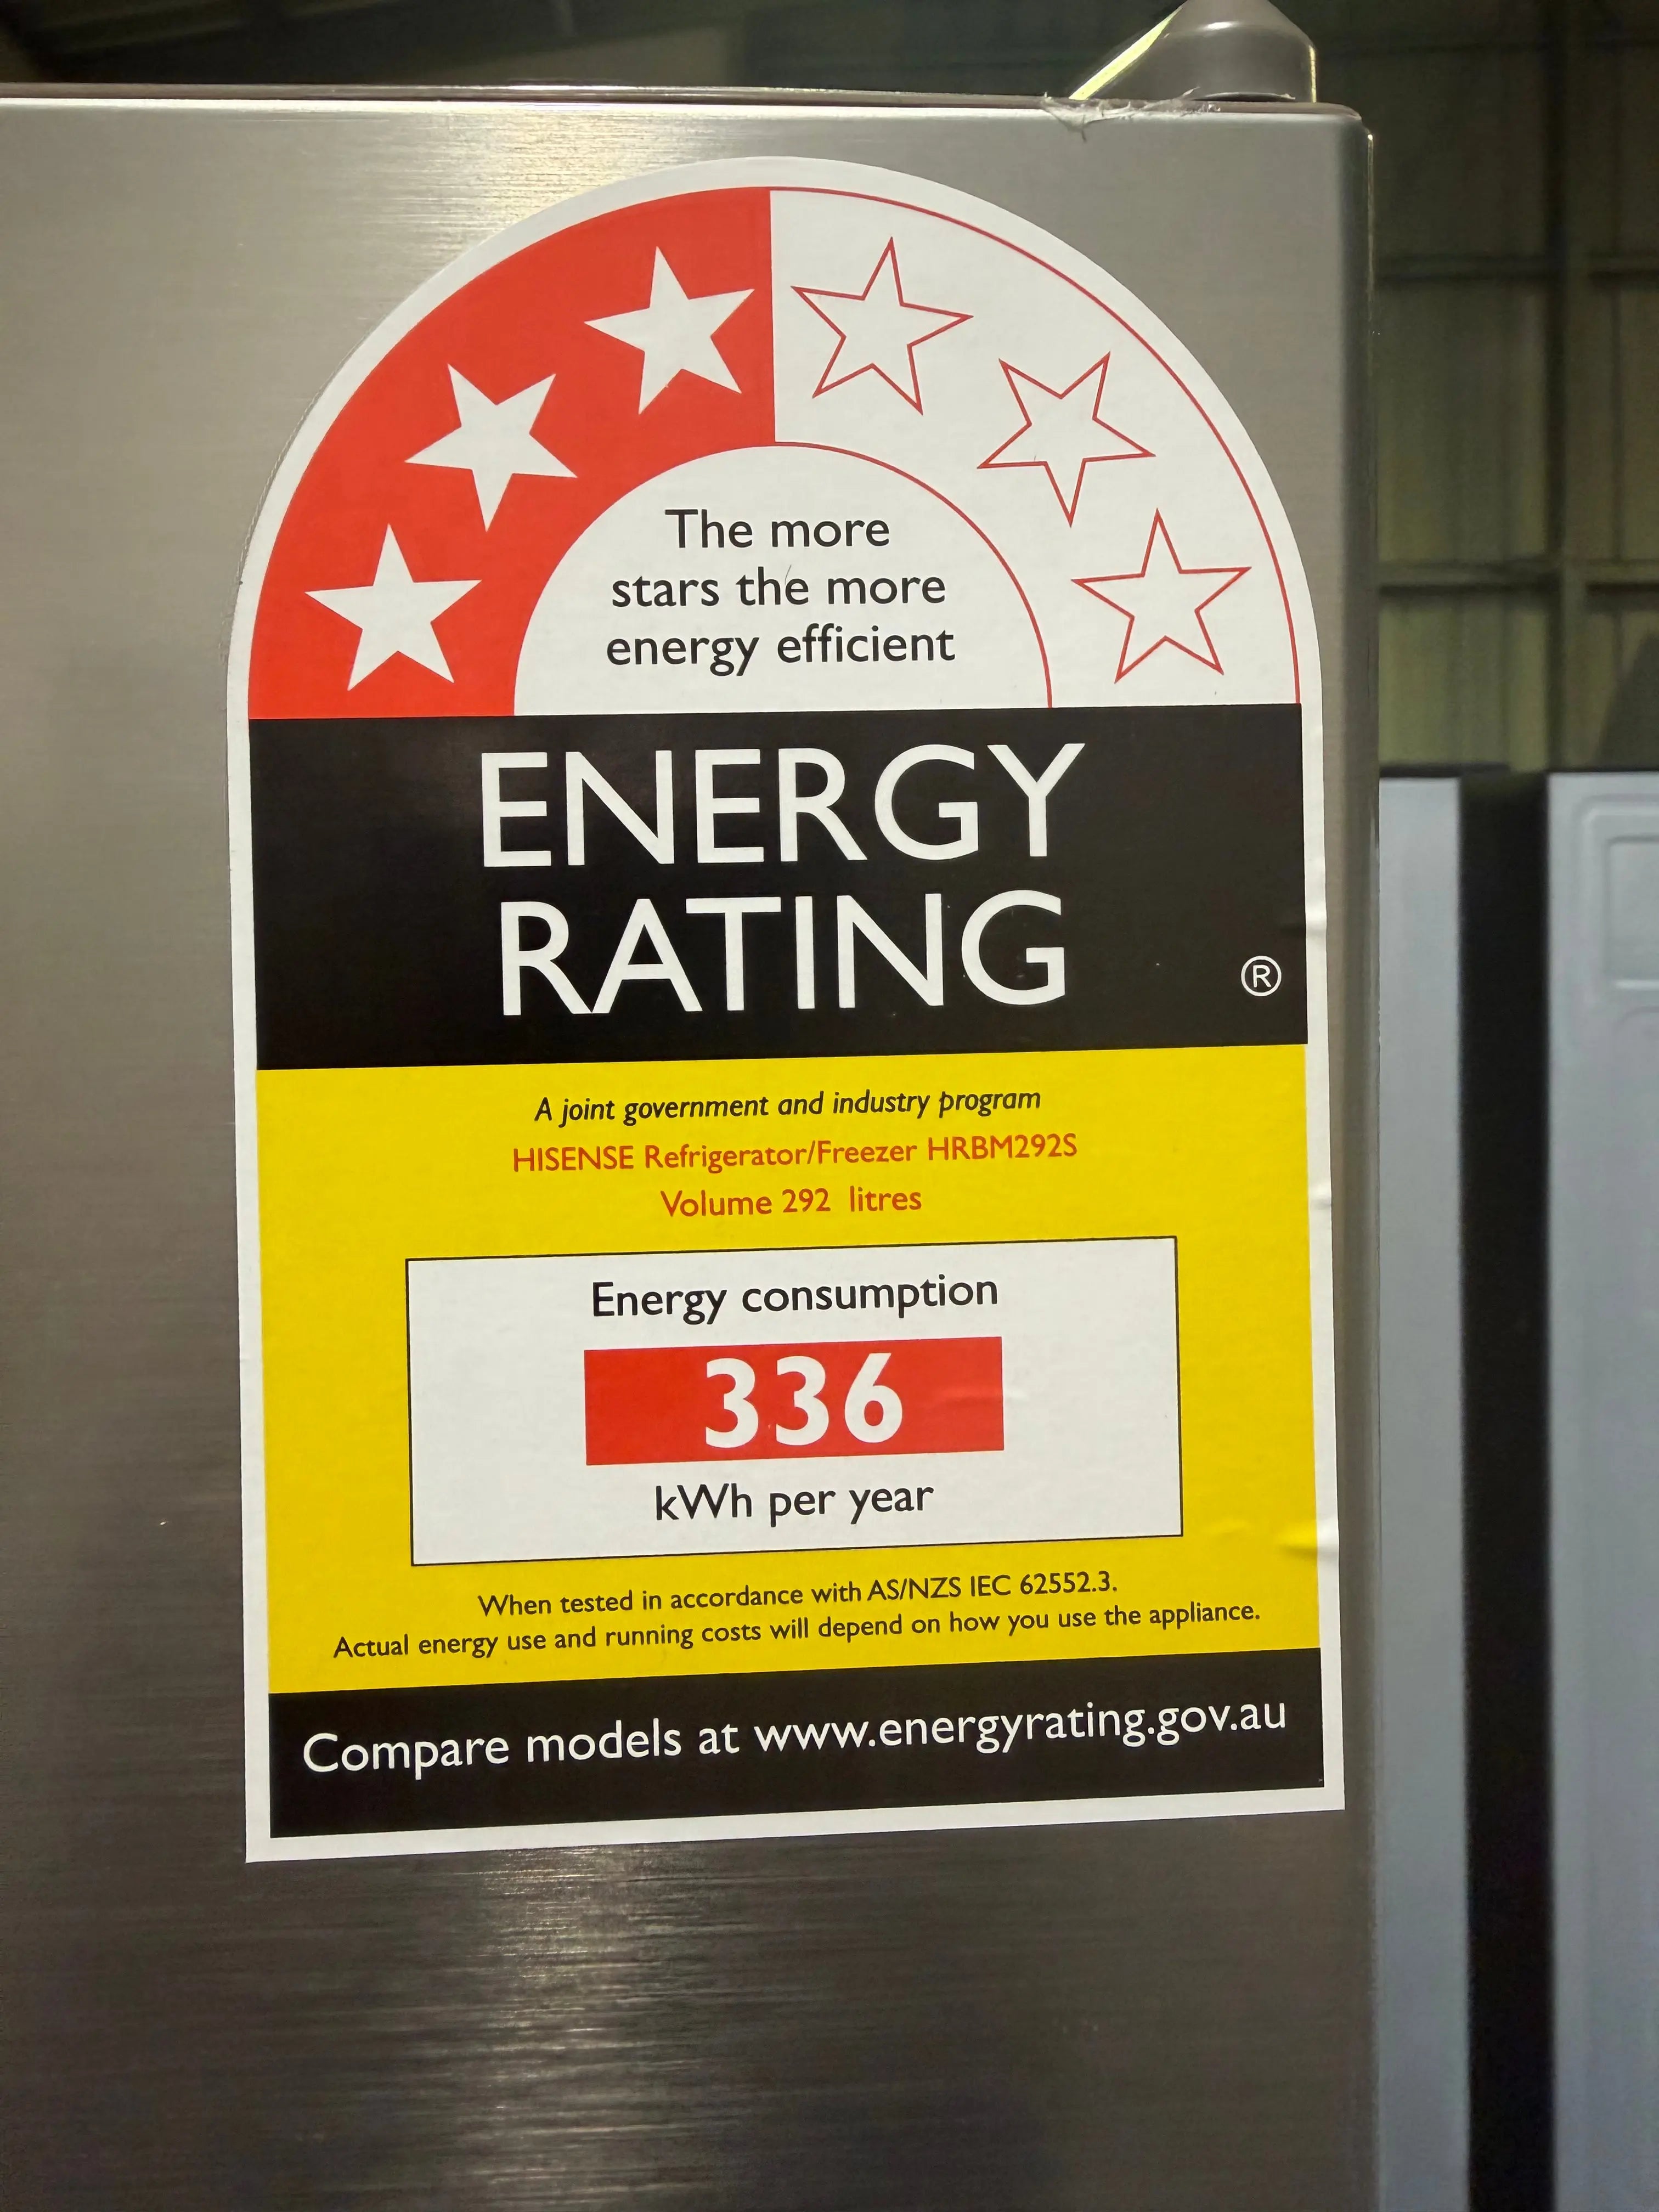 The more
stars the more
energy efficient
ENERGY
RATING
®
A joint government and industry program
HISENSE Refrigerator/Freezer HRBM292S
Volume 292 litres
Energy consumption
336
kWh per year
When tested in accordance with AS/NZS IEC 62552.3.
Actual energy use and running costs will depend on how you use the appliance.
Compare models at www.energyrating.gov.au